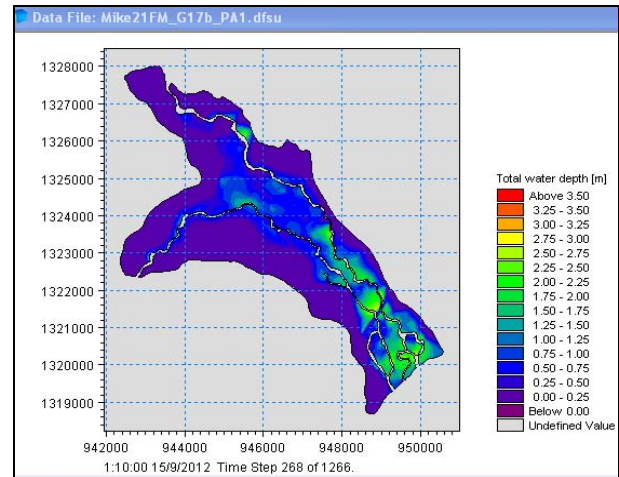 Data File: Mike21FM_G17b_PA1.dfsu
1328000
1327000
1326000
1325000
1324000
1323000
1322000
1321000
1320000
1319000
942000 944000 946000 948000 950000
1:10:00 15/9/2012 Time Step 268 of 1266.
Total water depth [m]
Above 3.50
3.25 - 3.50
3.00 - 3.25
2.75 - 3.00
2.50 - 2.75
2.25 - 2.50
2.00 - 2.25
1.75 - 2.00
1.50 - 1.75
1.25 - 1.50
1.00 - 1.25
0.75 - 1.00
0.50 - 0.75
0.25 - 0.50
0.00 - 0.25
Below 0.00
Undefined Value